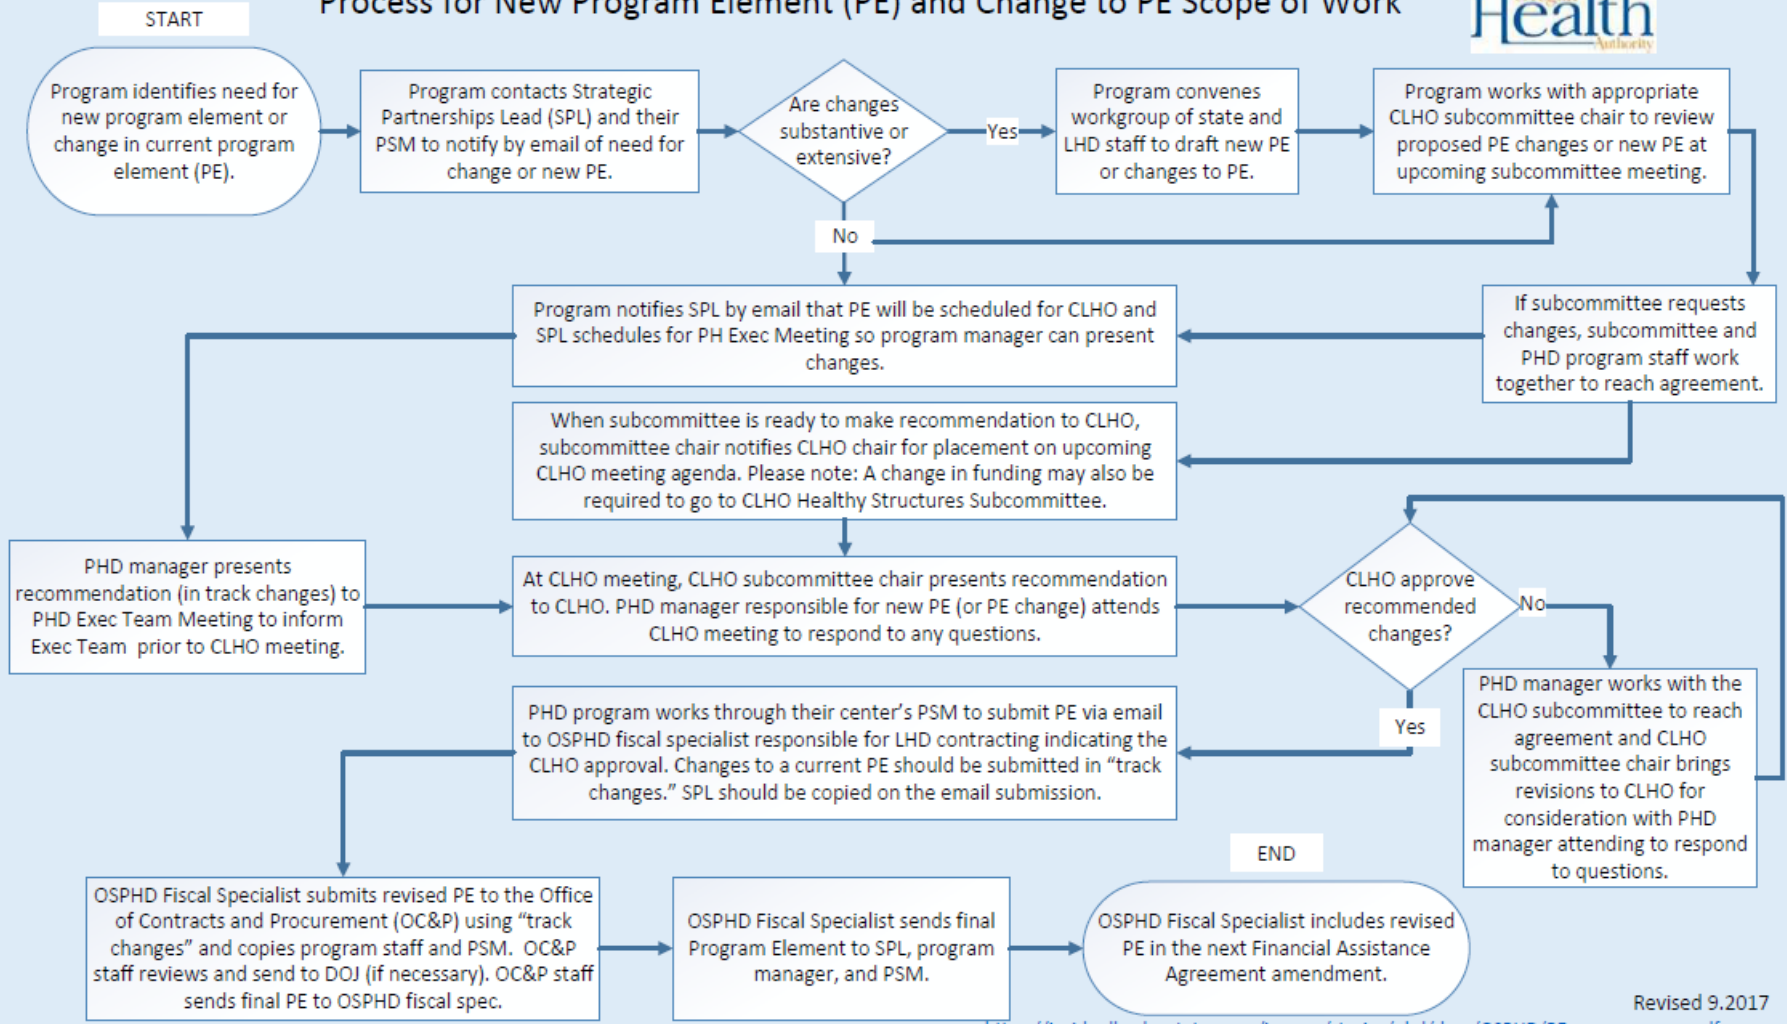 Process for New Program Element (PE) and Change to PE Scope of Work
Health
Authority
START
Program identifies need for
new program element or
change in current program
element (PE).
Program contacts Strategic
Partnerships Lead (SPL) and their
PSM to notify by email of need for
change or new PE.
Are changes
substantive or
extensive?
Yes
Program convenes
workgroup of state and
LHD staff to draft new PE
or changes to PE.
Program works with appropriate
CLHO subcommittee chair to review
proposed PE changes or new PE at
upcoming subcommittee meeting.
No
Program notifies SPL by email that PE will be scheduled for CLHO and
SPL schedules for PH Exec Meeting so program manager can present
changes.
If subcommittee requests
changes, subcommittee and
PHD program staff work
together to reach agreement.
When subcommittee is ready to make recommendation to CLHO,
subcommittee chair notifies CLHO chair for placement on upcoming
CLHO meeting agenda. Please note: A change in funding may also be
required to go to CLHO Healthy Structures Subcommittee.
PHD manager presents
recommendation (in track changes) to
PHD Exec Team Meeting to inform
Exec Team prior to CLHO meeting.
At CLHO meeting, CLHO subcommittee chair presents recommendation
to CLHO. PHD manager responsible for new PE (or PE change) attends
CLHO meeting to respond to any questions.
CLHO approve
recommended
changes?
No
Yes
PHD manager works with the
CLHO subcommittee to reach
agreement and CLHO
subcommittee chair brings
revisions to CLHO for
consideration with PHD
manager attending to respond
to questions.
PHD program works through their center's PSM to submit PE via email
to OSPHD fiscal specialist responsible for LHD contracting indicating the
CLHO approval. Changes to a current PE should be submitted in “track
changes.” SPL should be copied on the email submission.
OSPHD Fiscal Specialist submits revised PE to the Office
of Contracts and Procurement (OC&P) using “track
changes” and copies program staff and PSM. OC&P
staff reviews and send to DOJ (if necessary). OC&P staff
sends final PE to OSPHD fiscal spec.
OSPHD Fiscal Specialist sends final
Program Element to SPL, program
manager, and PSM.
END
OSPHD Fiscal Specialist includes revised
PE in the next Financial Assistance
Agreement amendment.
Revised 9.2017